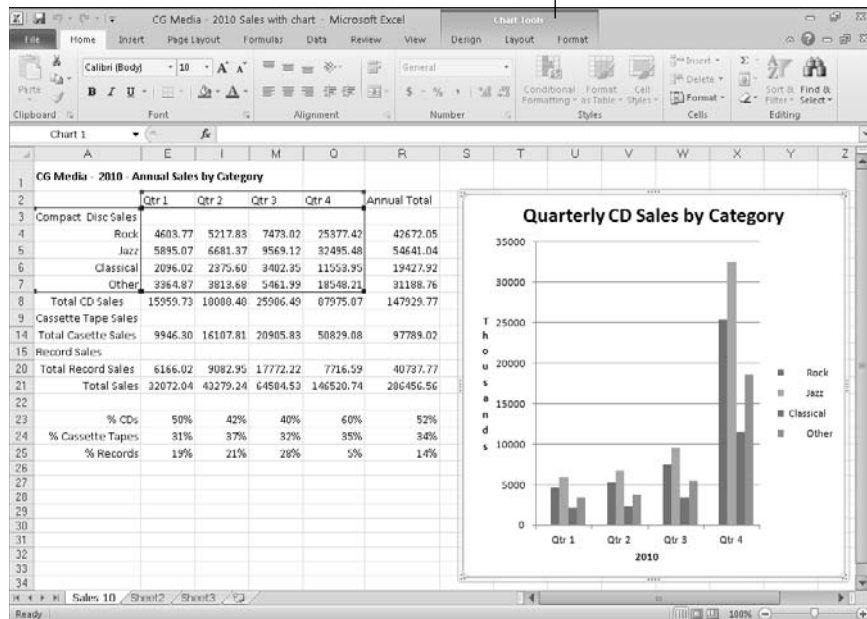 CG Media - 2010 Sales with chart - Microsoft Excel
Chart Tools
File Home Insert Page Layout Formulas Data Review View Design Layout Format
Paste
Calibri (Body) 10 A A
B I U A
General
$ % ,
Conditional Formatting Format as Table Cell Styles
Insert
Delete
Format
Σ
Sort & Filter Find & Select
Clipboard Font Alignment Number Styles Cells Editing
Chart 1 fx
A E I M Q R S T U V W X Y Z
1 CG Media - 2010 - Annual Sales by Category
2 Qtr 1 Qtr 2 Qtr 3 Qtr 4 Annual Total
3 Compact Disc Sales
4 Rock 4603.77 5217.83 7473.02 25377.42 42672.05
5 Jazz 5895.07 6681.37 9569.12 32495.48 54641.04
6 Classical 2096.02 2375.60 3402.35 11553.95 19427.92
7 Other 3364.87 3813.68 5461.99 18548.21 31188.76
8 Total CD Sales 15959.73 18088.48 25906.49 87975.07 147929.77
9 Cassette Tape Sales
14 Total Casette Sales 9946.30 16107.81 20905.83 50829.08 97789.02
15 Record Sales
20 Total Record Sales 6166.02 9082.95 17772.22 7716.59 40737.77
21 Total Sales 32072.04 43279.24 64584.53 146520.74 286456.56
22
23 % CDs 50% 42% 40% 60% 52%
24 % Cassette Tapes 31% 37% 32% 35% 34%
25 % Records 19% 21% 28% 5% 14%
26
27
28
29
30
31
32
33
34
Quarterly CD Sales by Category
35000
30000
25000
20000
15000
10000
5000
0
Thousands
Qtr 1 Qtr 2 Qtr 3 Qtr 4
2010
Rock
Jazz
Classical
Other
Sales 10 Sheet2 Sheet3
Ready 100%